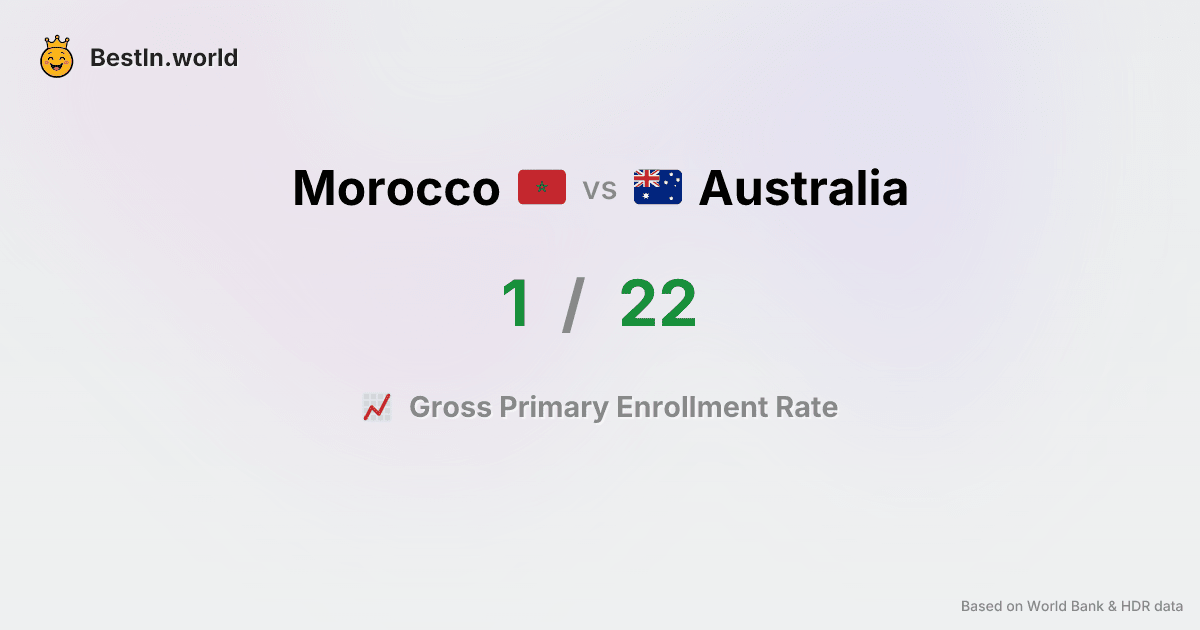 BestIn.world
Morocco vs Australia
1 / 22
Gross Primary Enrollment Rate
Based on World Bank & HDR data